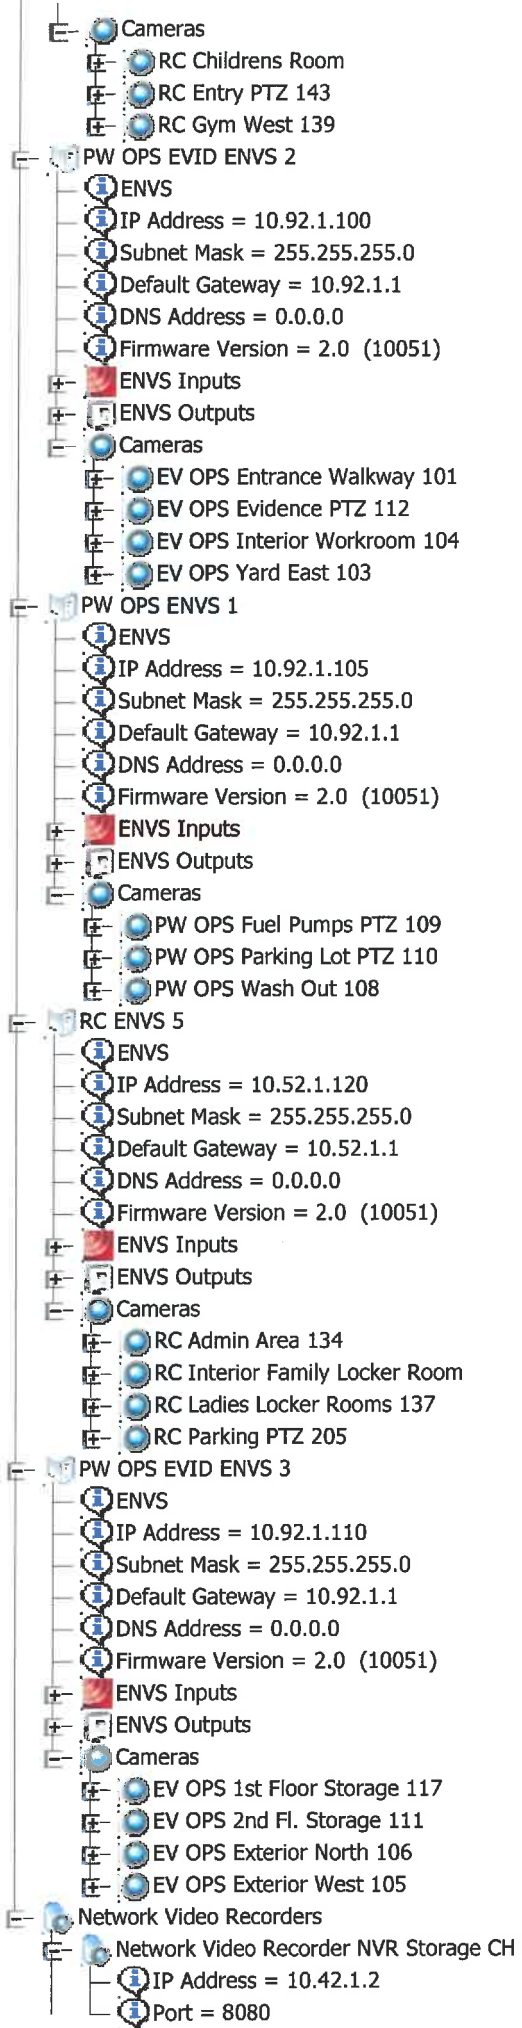 Cameras
RC Childrens Room
RC Entry PTZ 143
RC Gym West 139
PW OPS EVID ENVS 2
ENVS
IP Address = 10.92.1.100
Subnet Mask = 255.255.255.0
Default Gateway = 10.92.1.1
DNS Address = 0.0.0.0
Firmware Version = 2.0 (10051)
ENVS Inputs
ENVS Outputs
Cameras
EV OPS Entrance Walkway 101
EV OPS Evidence PTZ 112
EV OPS Interior Workroom 104
EV OPS Yard East 103
PW OPS ENVS 1
ENVS
IP Address = 10.92.1.105
Subnet Mask = 255.255.255.0
Default Gateway = 10.92.1.1
DNS Address = 0.0.0.0
Firmware Version = 2.0 (10051)
ENVS Inputs
ENVS Outputs
Cameras
PW OPS Fuel Pumps PTZ 109
PW OPS Parking Lot PTZ 110
PW OPS Wash Out 108
RC ENVS 5
ENVS
IP Address = 10.52.1.120
Subnet Mask = 255.255.255.0
Default Gateway = 10.52.1.1
DNS Address = 0.0.0.0
Firmware Version = 2.0 (10051)
ENVS Inputs
ENVS Outputs
Cameras
RC Admin Area 134
RC Interior Family Locker Room
RC Ladies Locker Rooms 137
RC Parking PTZ 205
PW OPS EVID ENVS 3
ENVS
IP Address = 10.92.1.110
Subnet Mask = 255.255.255.0
Default Gateway = 10.92.1.1
DNS Address = 0.0.0.0
Firmware Version = 2.0 (10051)
ENVS Inputs
ENVS Outputs
Cameras
EV OPS 1st Floor Storage 117
EV OPS 2nd Fl. Storage 111
EV OPS Exterior North 106
EV OPS Exterior West 105
Network Video Recorders
Network Video Recorder NVR Storage CH
IP Address = 10.42.1.2
Port = 8080